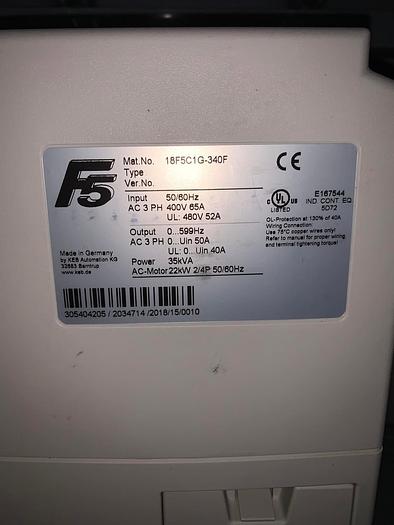 F5
Mat.No. 18F5C1G-340F
Type
Ver.No.
Input 50/60Hz
AC 3 PH 400V 65A
UL: 480V 52A
Output 0...599Hz
AC 3 PH 0...Uin 50A
UL: 0...Uin 40A
Power 35kVA
AC-Motor 22kW 2/4P 50/60Hz
CE
C UL US
LISTED
E167544
IND. CONT. EQ.
5D72
OL-Protection at 130% of 40A
Wiring Connection:
Use 75°C copper wires only!
Refer to manual for proper wiring
and terminal tightening torque!
Made in Germany
by KEB Automation KG
32683 Barntrup
www.keb.de
305404205 / 2034714 /2018/15/0010